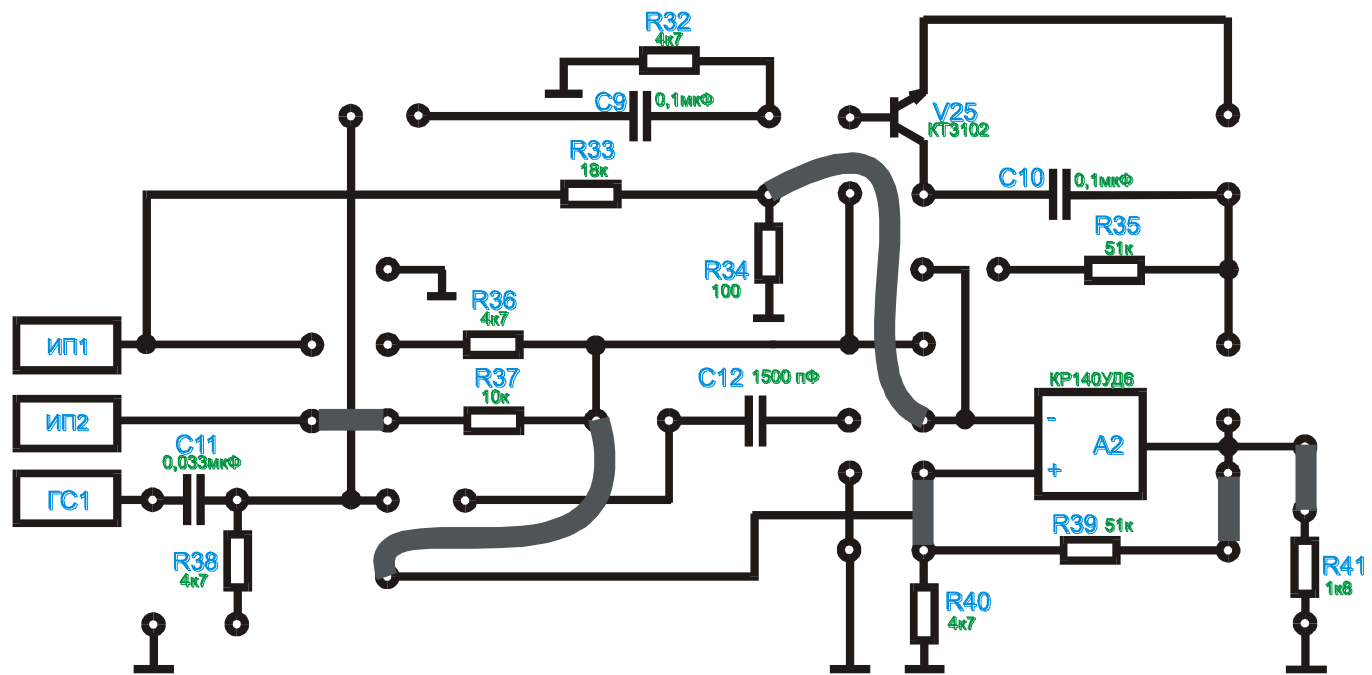 R32
4к7
C9
0,1мкФ
V25
КТ3102
R33
18к
C10
0,1мкФ
R35
51к
R34
100
R36
4к7
ИП1
R37
10к
C12
1500 пФ
КР140УД6
ИП2
-
A2
C11
0,033мкФ
+
ГС1
R39
51к
R38
4к7
R41
1к8
R40
4к7